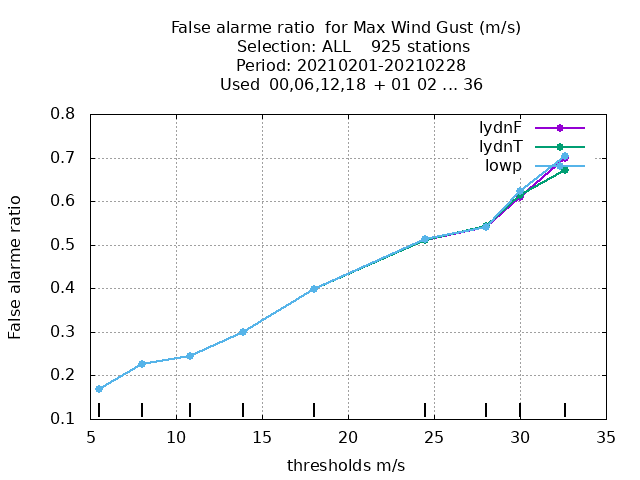 False alarme ratio  for Max Wind Gust (m/s)
Selection: ALL    925 stations
Period: 20210201-20210228
Used  00,06,12,18  + 01 02 ... 36
0.8
0.7
0.6
0.5
0.4
0.3
0.2
0.1
False alarme ratio
lydnF
lydnT
lowp
5 10 15 20 25 30 35
thresholds m/s